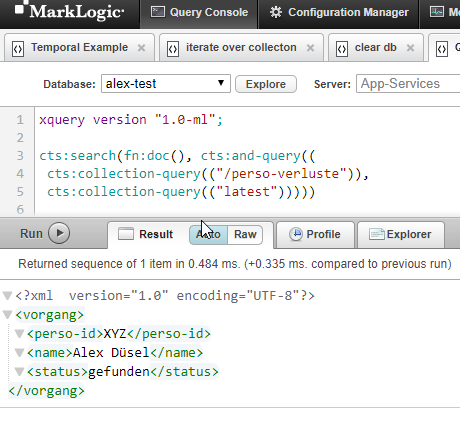 MarkLogic Query Console Configuration Manager
Temporal Example × iterate over collecton × clear db ×
Database: alex-test Explore Server: App-Services
1 xquery version "1.0-ml";
2
3 cts:search(fn:doc(), cts:and-query((
4 cts:collection-query(("/perso-verluste")),
5 cts:collection-query(("latest")))))
6
Run Result Auto Raw Profile Explorer
Returned sequence of 1 item in 0.484 ms. (+0.335 ms. compared to previous run)
<?xml version="1.0" encoding="UTF-8"?>
<vorgang>
<perso-id>XYZ</perso-id>
<name>Alex Düsel</name>
<status>gefunden</status>
</vorgang>